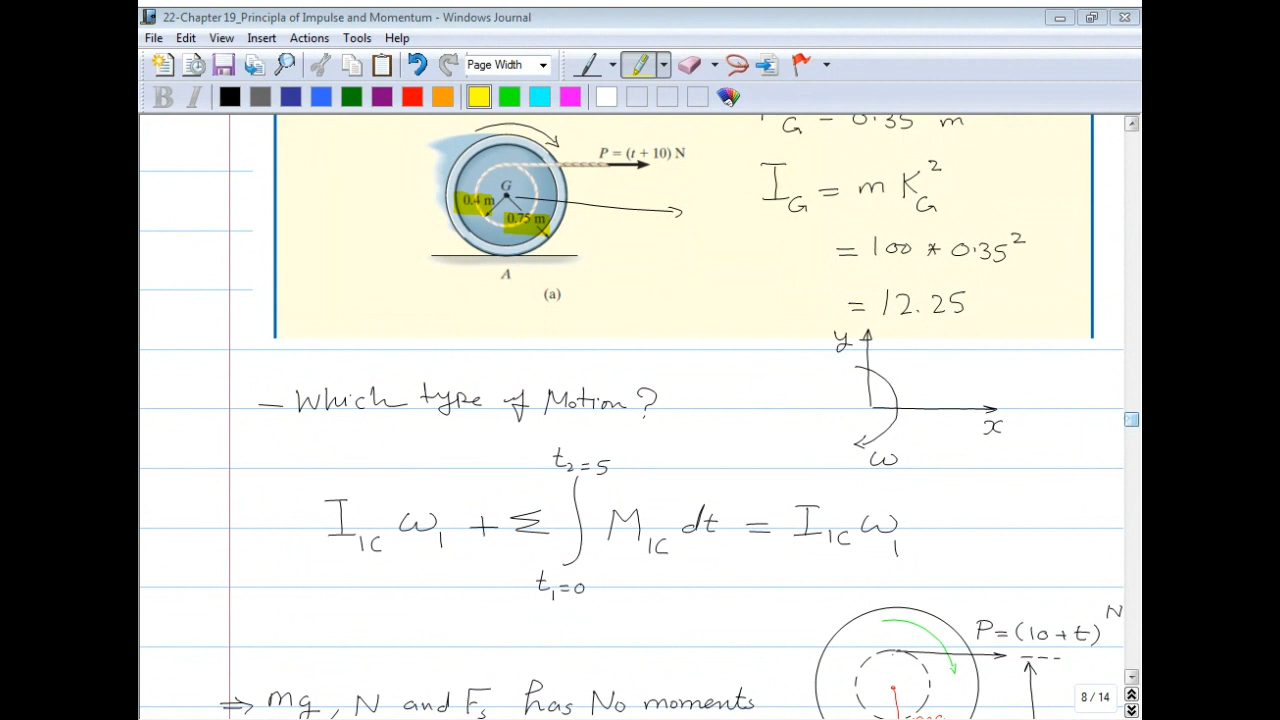 22-Chapter 19_Principla of Impulse and Momentum - Windows Journal
File Edit View Insert Actions Tools Help
Page Width
B I
G = 0.35 m
P = (t + 10) N
I_G = m K_G^2
G
0.4 m
0.75 m
= 100 * 0.35^2
A
(a)
= 12.25
y
x
ω
- Which type of Motion?
t_2 = 5
I_IC ω_1 + Σ ∫ M_IC dt = I_IC ω_1
t_1 = 0
P = (10 + t) N
⇒ mg, N and F_s has No moments
8 / 14